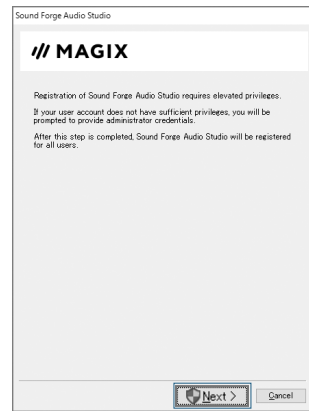 Sound Forge Audio Studio
MAGIX
Registration of Sound Forge Audio Studio requires elevated privileges.
If your user account does not have sufficient privileges, you will be
prompted to provide administrator credentials.
After this step is completed, Sound Forge Audio Studio will be registered
for all users.
Next >
Cancel